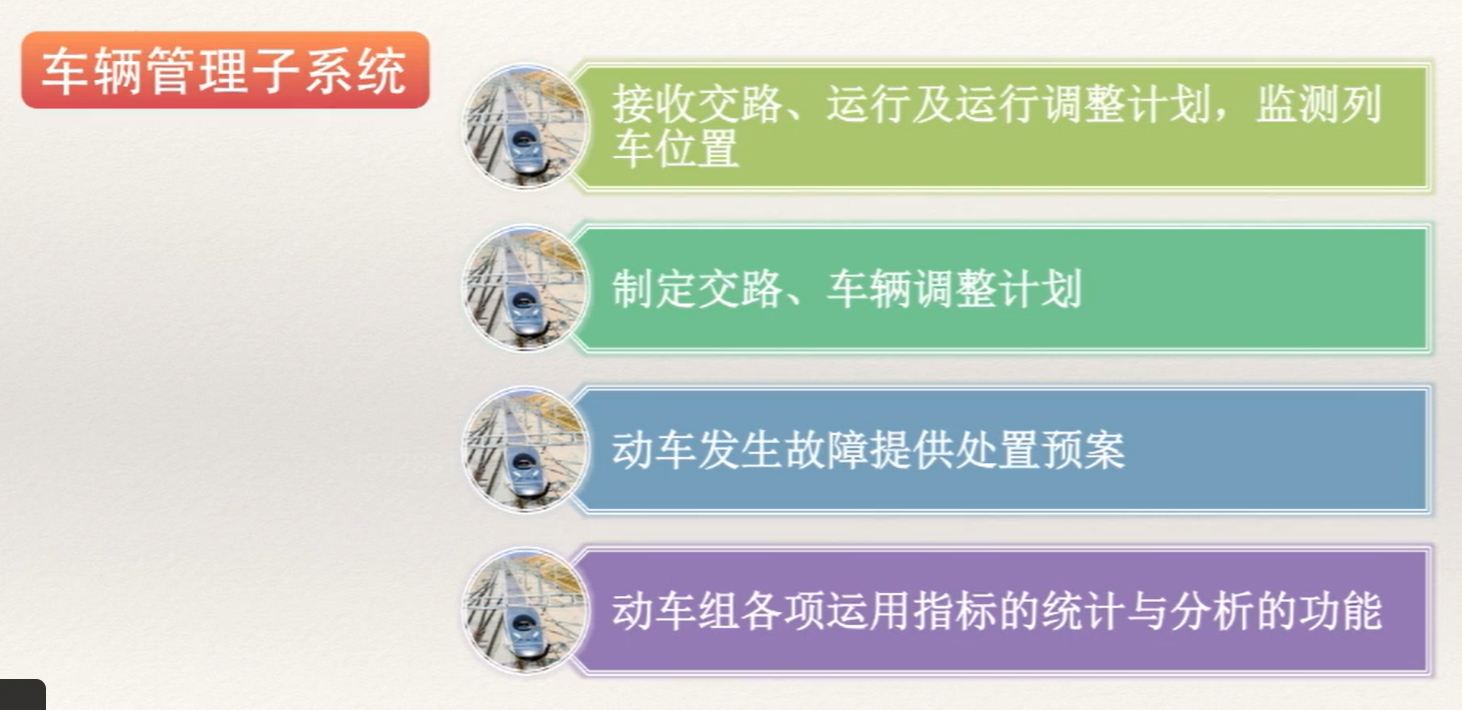 车辆管理子系统
接收交路、运行及运行调整计划，监测列
车位置
制定交路、车辆调整计划
动车发生故障提供处置预案
动车组各项运用指标的统计与分析的功能